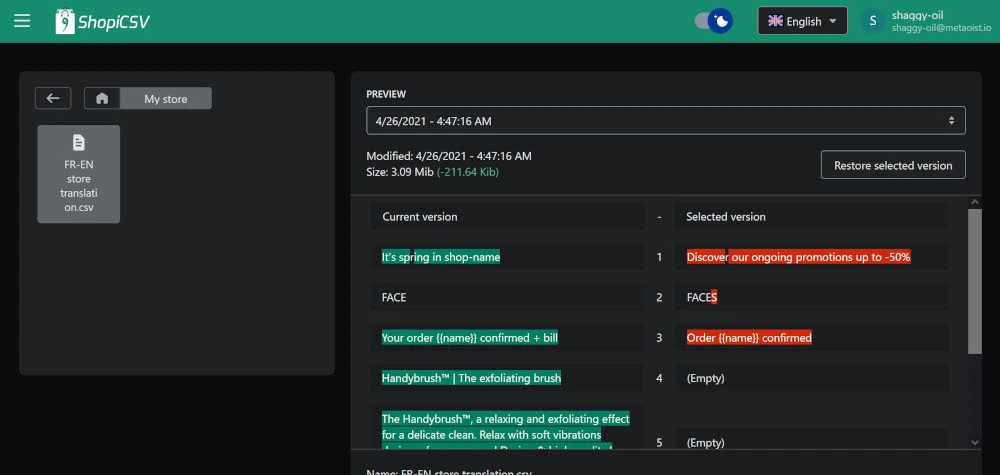 ShopiCSV
English
S
shaggy-oil
shaggy-oil@metaoist.io
My store
FR-EN
store
translati
on.csv
PREVIEW
4/26/2021 - 4:47:16 AM
Modified: 4/26/2021 - 4:47:16 AM
Size: 3.09 Mib (-211.64 Kib)
Restore selected version
Current version - Selected version
It's spring in shop-name 1 Discover our ongoing promotions up to -50%
FACE 2 FACES
Your order {{name}} confirmed + bill 3 Order {{name}} confirmed
Handybrush™ | The exfoliating brush 4 (Empty)
The Handybrush™, a relaxing and exfoliating effect
for a delicate clean. Relax with soft vibrations
5 (Empty)
Name: FR-EN store translation.csv